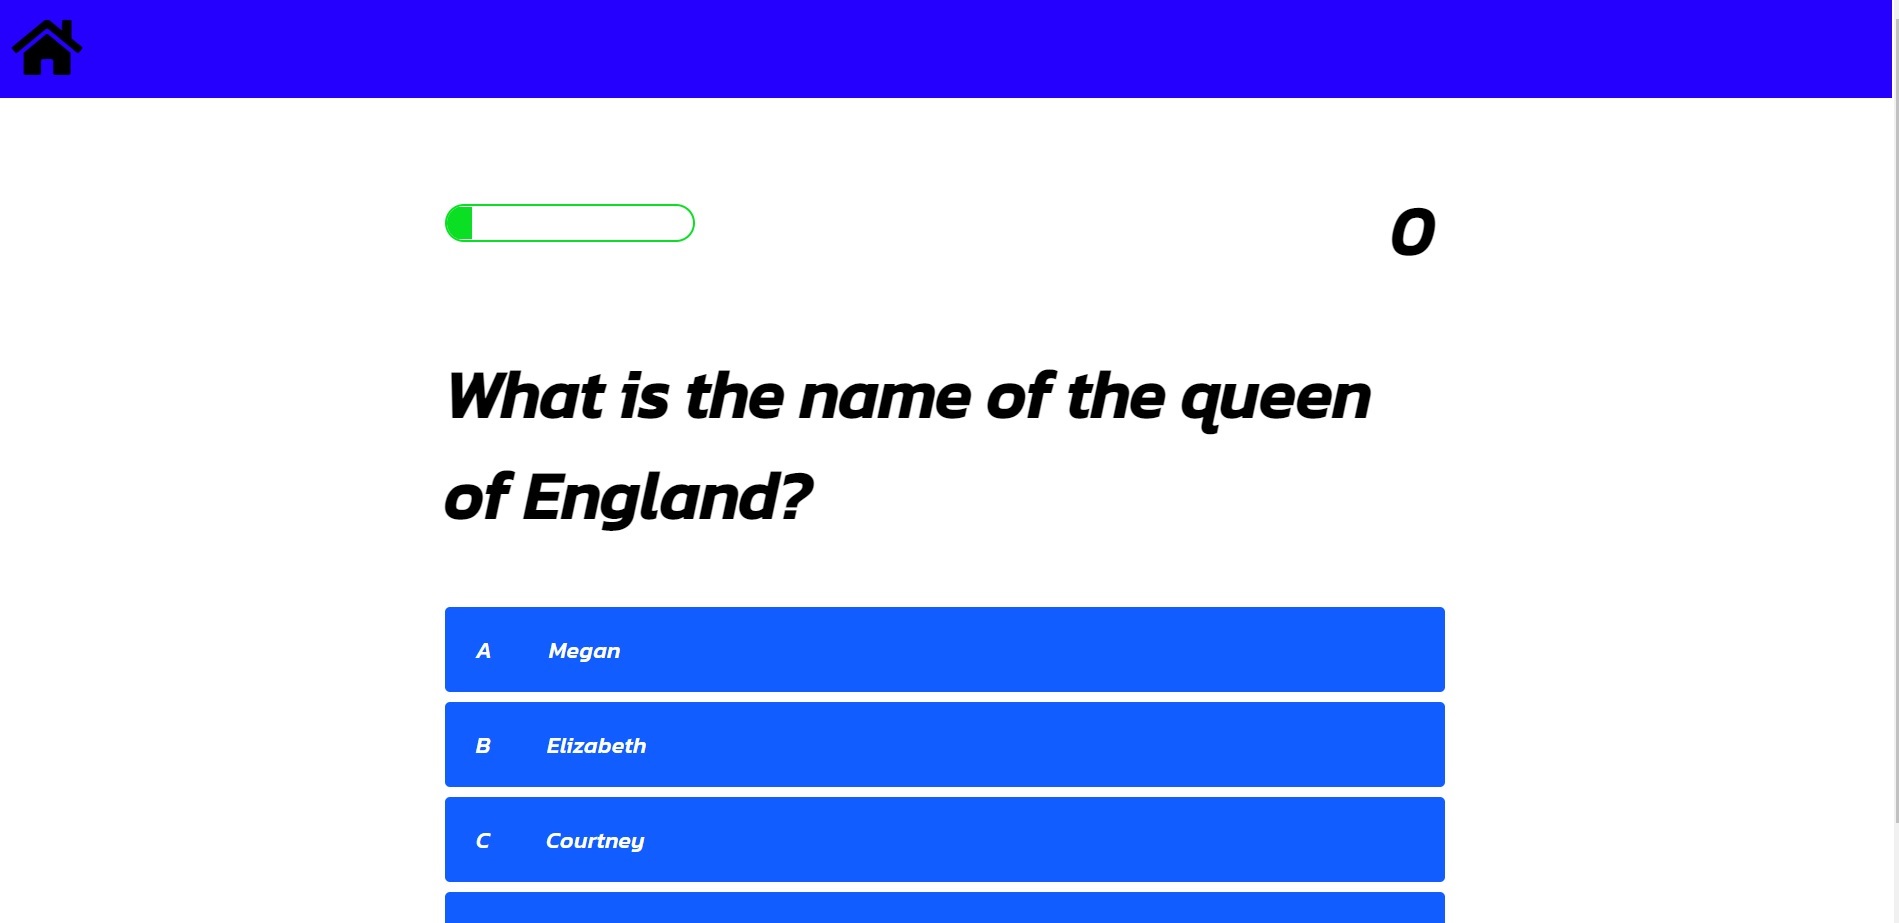 0
What is the name of the queen
of England?
A Megan
B Elizabeth
C Courtney